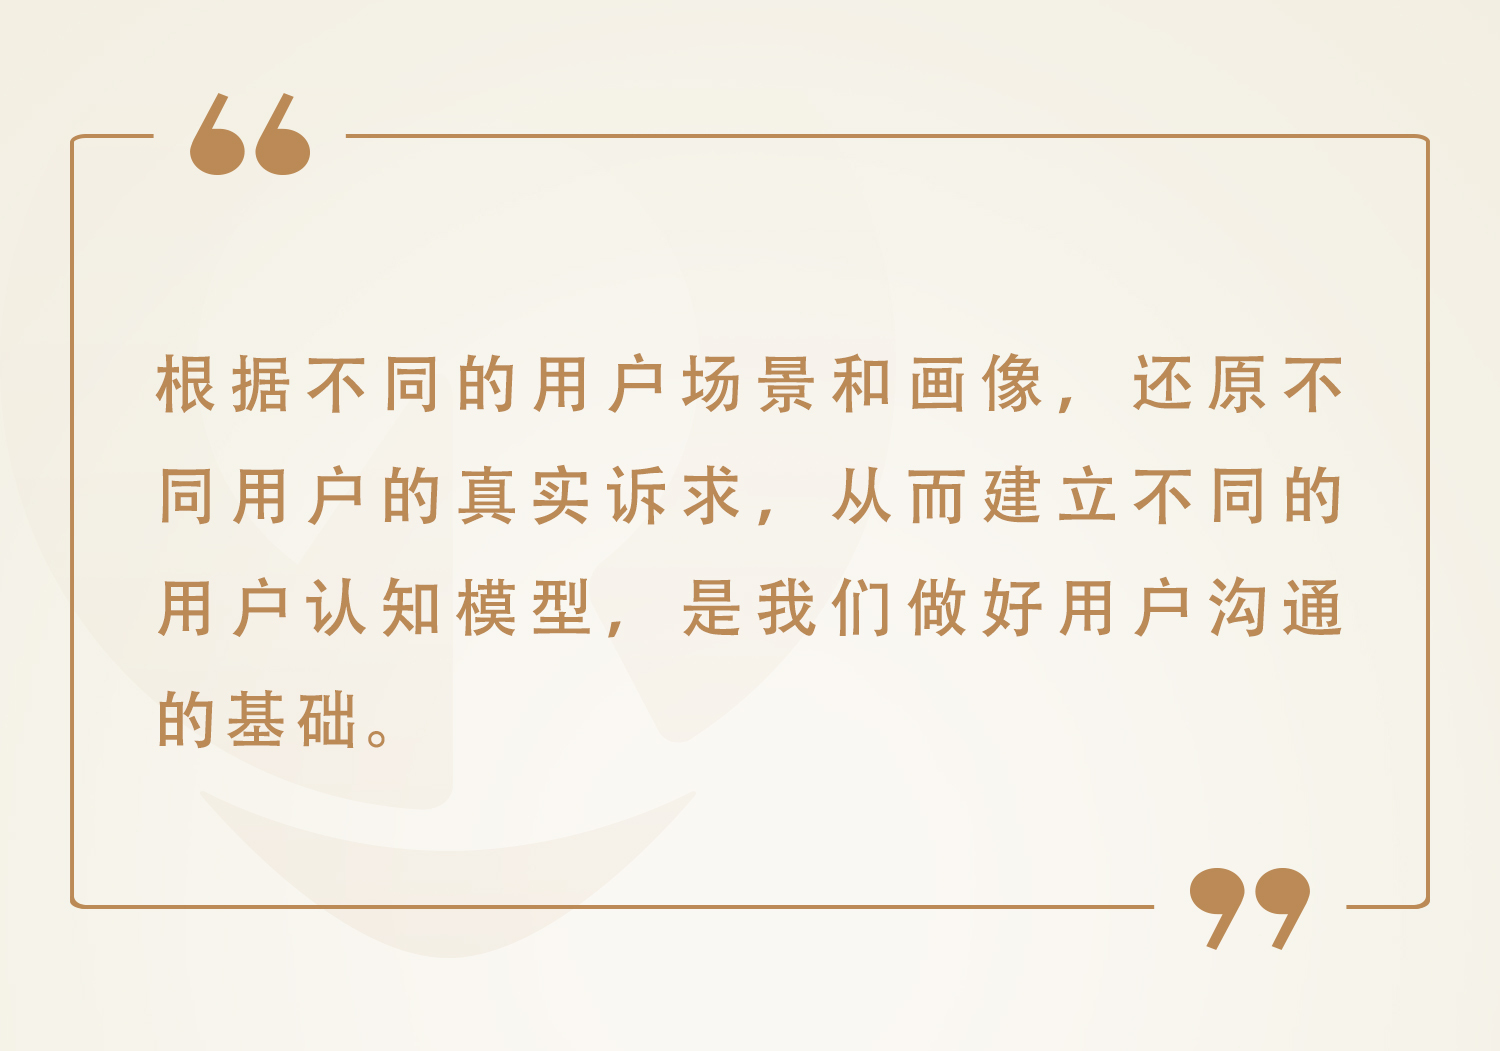 “
根据不同的用户场景和画像，还原不
同用户的真实诉求，从而建立不同的
用户认知模型，是我们做好用户沟通
的基础。
”